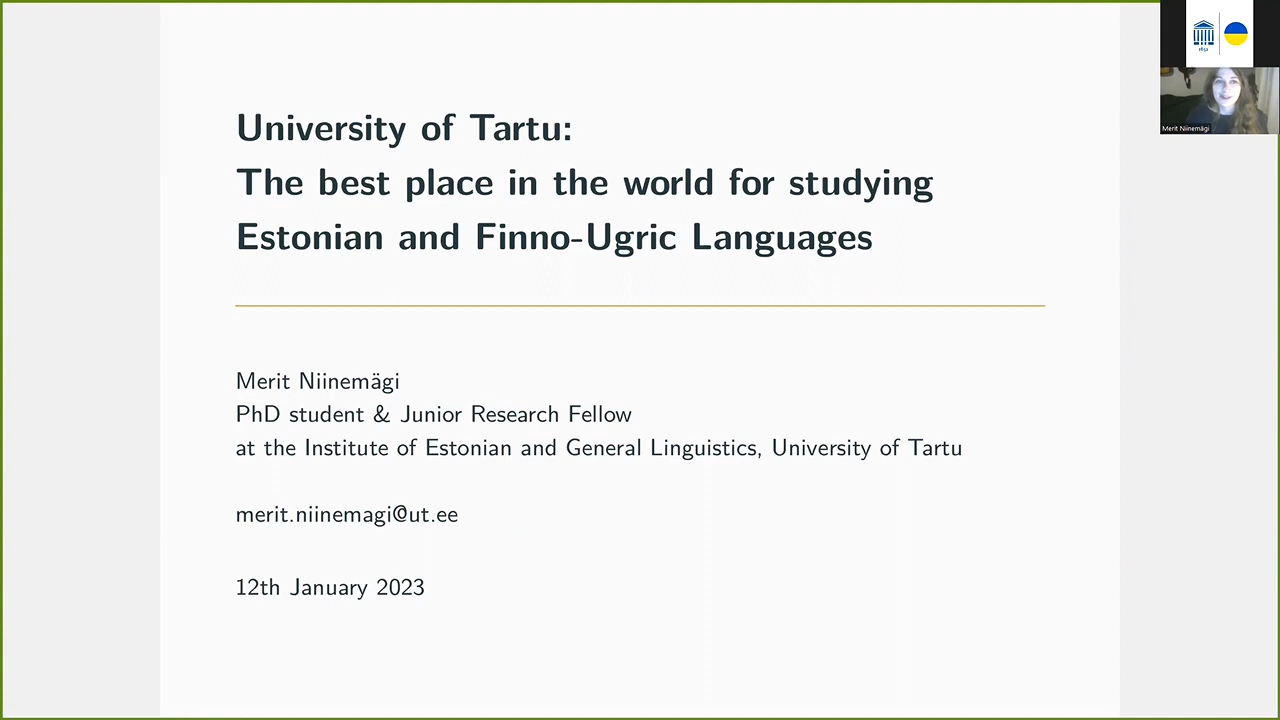 University of Tartu:
The best place in the world for studying
Estonian and Finno-Ugric Languages
Merit Niinemägi
PhD student & Junior Research Fellow
at the Institute of Estonian and General Linguistics, University of Tartu
merit.niinemagi@ut.ee
12th January 2023
1632
Merit Niinemägi